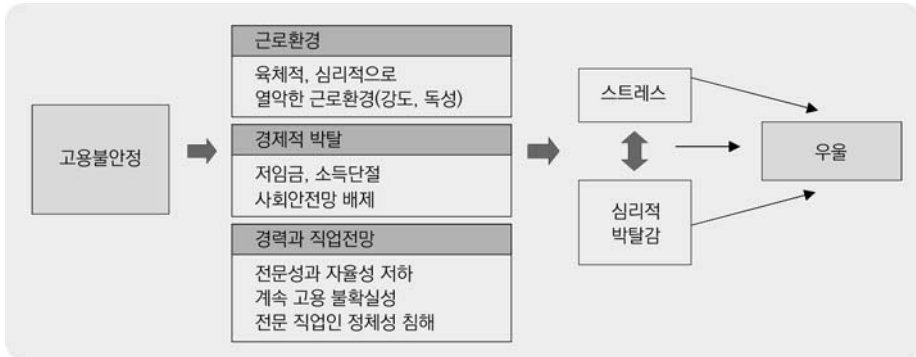 고용불안정
근로환경
육체적, 심리적으로
열악한 근로환경(강도, 독성)
경제적 박탈
저임금, 소득단절
사회안전망 배제
경력과 직업전망
전문성과 자율성 저하
계속 고용 불확실성
전문 직업인 정체성 침해
스트레스
심리적
박탈감
우울